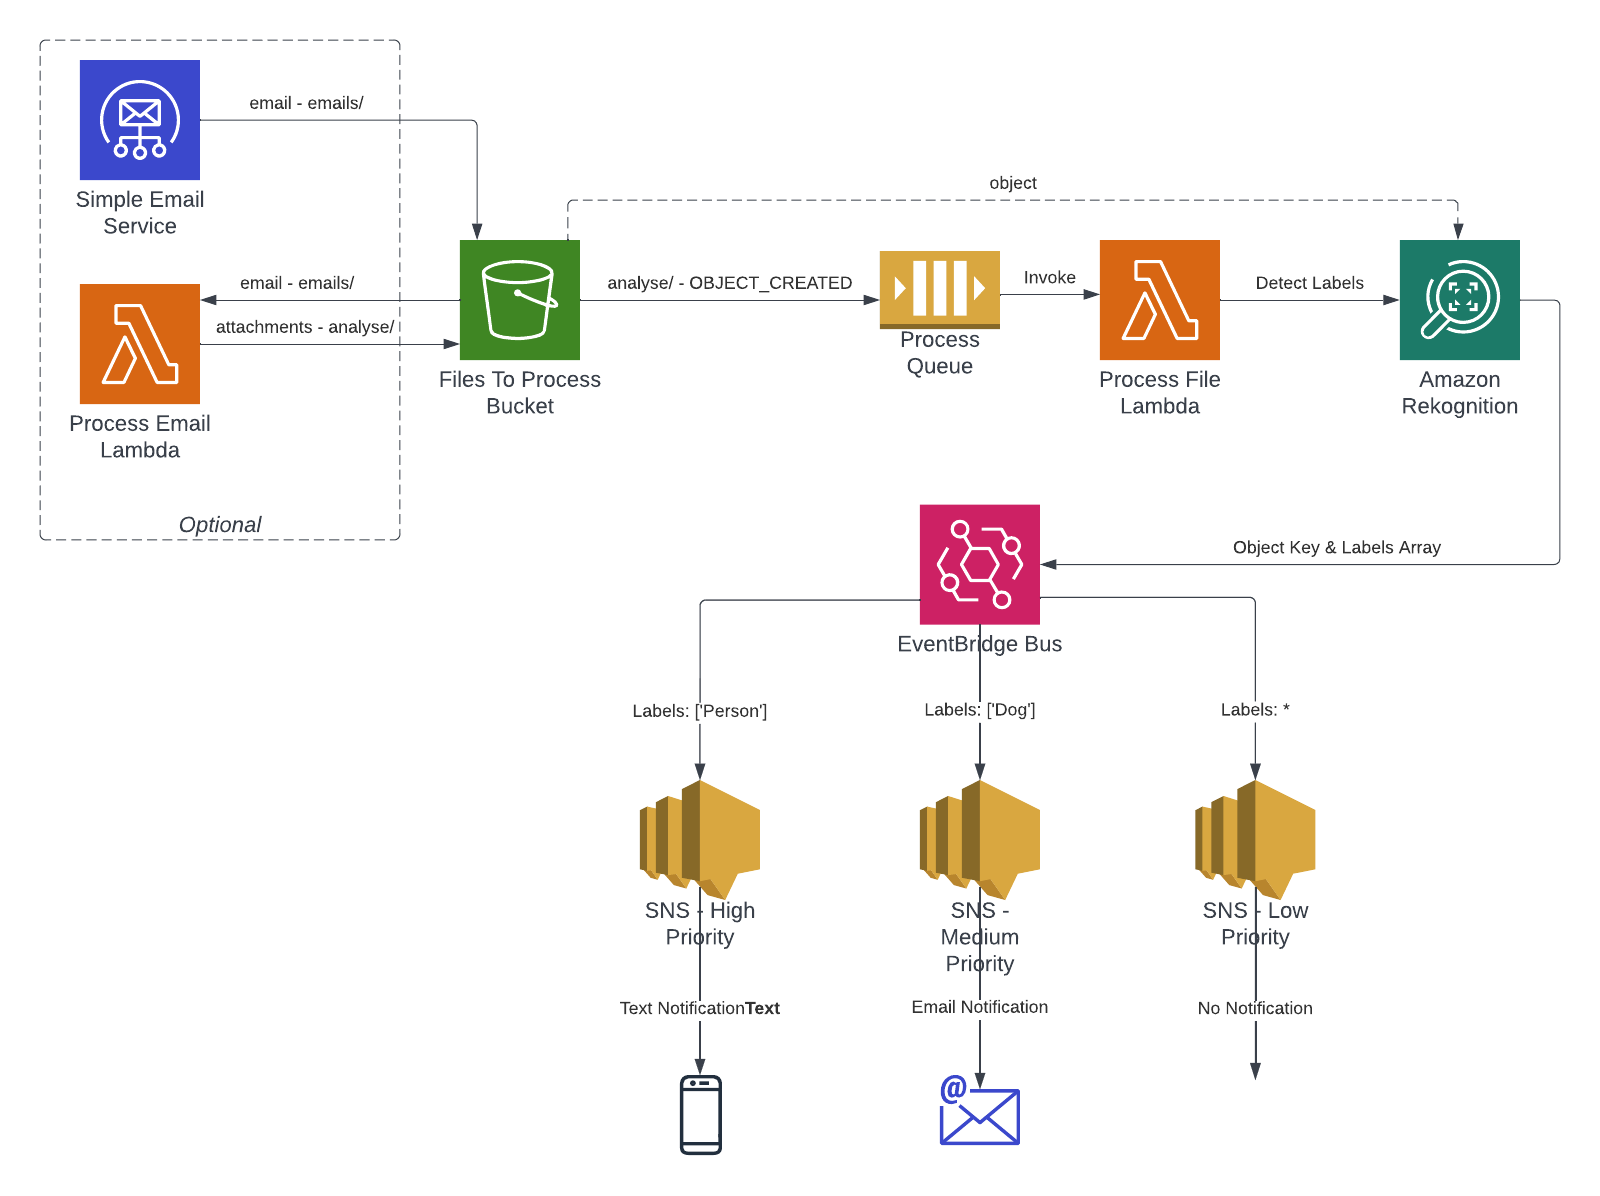 email - emails/
Simple Email
Service
email - emails/
attachments - analyse/
Process Email
Lambda
Optional
object
analyse/ - OBJECT_CREATED
Invoke
Detect Labels
Files To Process
Bucket
Process
Queue
Process File
Lambda
Amazon
Rekognition
Object Key & Labels Array
EventBridge Bus
Labels: ['Person']
Labels: ['Dog']
Labels: *
SNS - High
Priority
SNS -
Medium
Priority
SNS - Low
Priority
Text NotificationText
Email Notification
No Notification
@